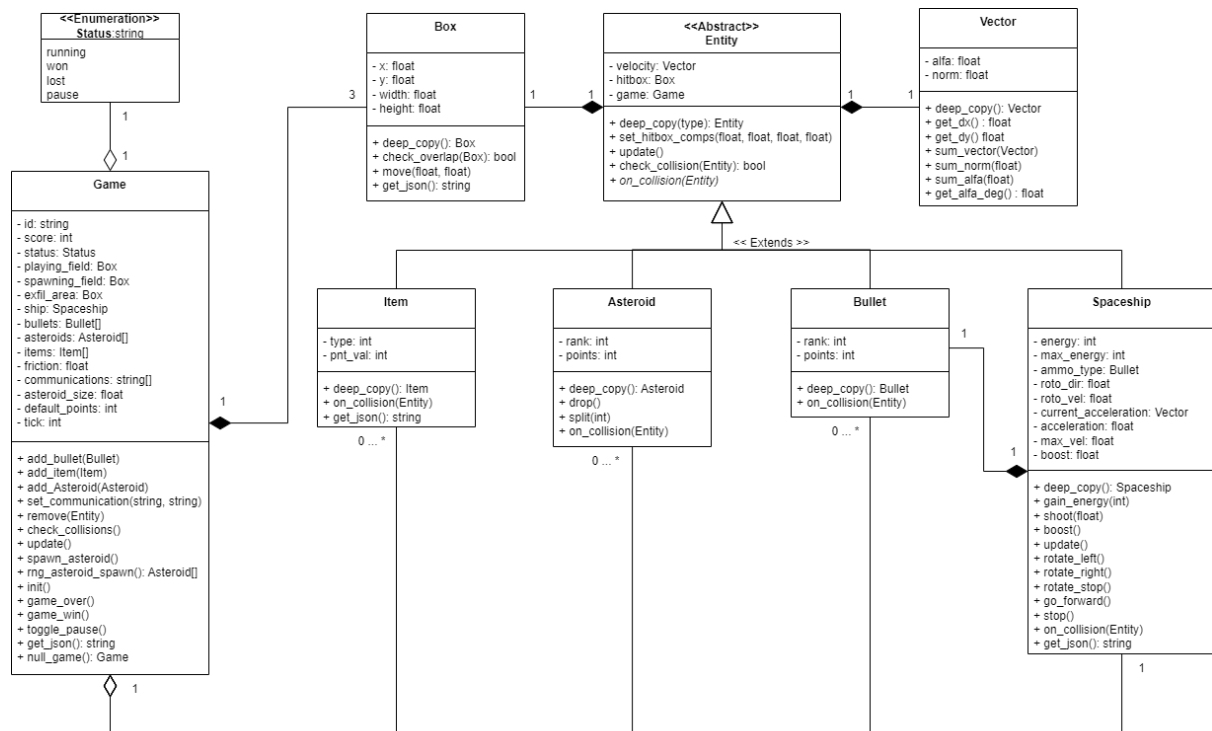 <<Enumeration>>
Status:string
running
won
lost
pause
1
1
Game
- id: string
- score: int
- status: Status
- playing_field: Box
- spawning_field: Box
- exfil_area: Box
- ship: Spaceship
- bullets: Bullet[]
- asteroids: Asteroid[]
- items: Item[]
- friction: float
- communications: string[]
- asteroid_size: float
- default_points: int
- tick: int
+ add_bullet(Bullet)
+ add_item(Item)
+ add_Asteroid(Asteroid)
+ set_communication(string, string)
+ remove(Entity)
+ check_collisions()
+ update()
+ spawn_asteroid()
+ rng_asteroid_spawn(): Asteroid[]
+ init()
+ game_over()
+ game_win()
+ toggle_pause()
+ get_json(): string
+ null_game(): Game
1
1
3
Box
- x: float
- y: float
- width: float
- height: float
+ deep_copy(): Box
+ check_overlap(Box): bool
+ move(float, float)
+ get_json(): string
1
1
<<Abstract>>
Entity
- velocity: Vector
- hitbox: Box
- game: Game
+ deep_copy(type): Entity
+ set_hitbox_comps(float, float, float, float)
+ update()
+ check_collision(Entity): bool
+ on_collision(Entity)
1
1
Vector
- alfa: float
- norm: float
+ deep_copy(): Vector
+ get_dx() : float
+ get_dy() float
+ sum_vector(Vector)
+ sum_norm(float)
+ sum_alfa(float)
+ get_alfa_deg() : float
<< Extends >>
Item
- type: int
- pnt_val: int
+ deep_copy(): Item
+ on_collision(Entity)
+ get_json(): string
0 ... *
Asteroid
- rank: int
- points: int
+ deep_copy(): Asteroid
+ drop()
+ split(int)
+ on_collision(Entity)
0 ... *
Bullet
- rank: int
- points: int
+ deep_copy(): Bullet
+ on_collision(Entity)
0 ... *
1
1
Spaceship
- energy: int
- max_energy: int
- ammo_type: Bullet
- roto_dir: float
- roto_vel: float
- current_acceleration: Vector
- acceleration: float
- max_vel: float
- boost: float
+ deep_copy(): Spaceship
+ gain_energy(int)
+ shoot(float)
+ boost()
+ update()
+ rotate_left()
+ rotate_right()
+ rotate_stop()
+ go_forward()
+ stop()
+ on_collision(Entity)
+ get_json(): string
1